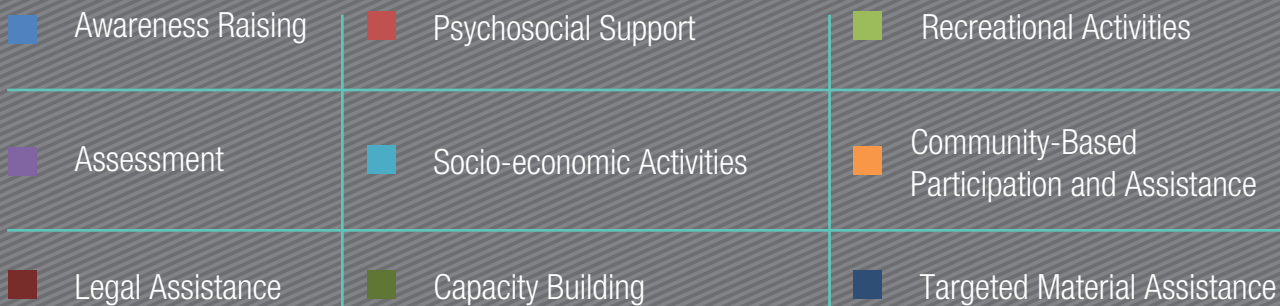 Awareness Raising
Psychosocial Support
Recreational Activities
Assessment
Socio-economic Activities
Community-Based
Participation and Assistance
Legal Assistance
Capacity Building
Targeted Material Assistance